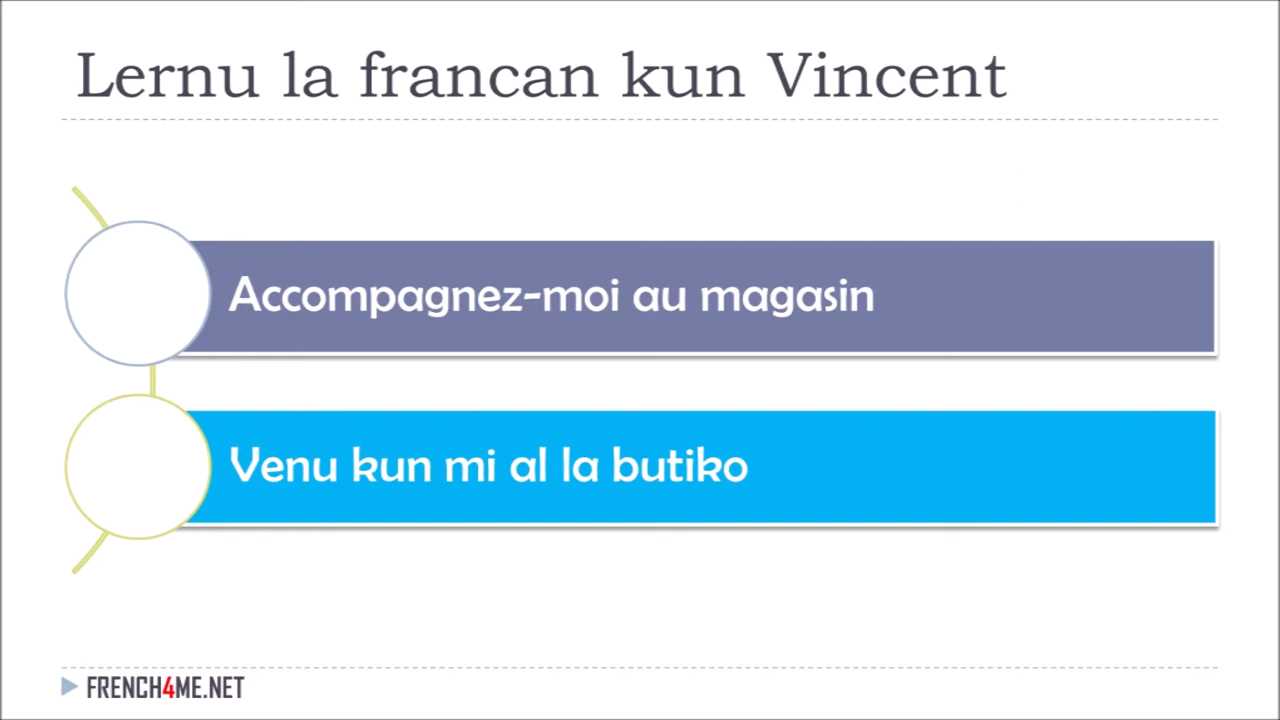 Lernu la francan kun Vincent
Accompagnez-moi au magasin
Venu kun mi al la butiko
FRENCH4ME.NET